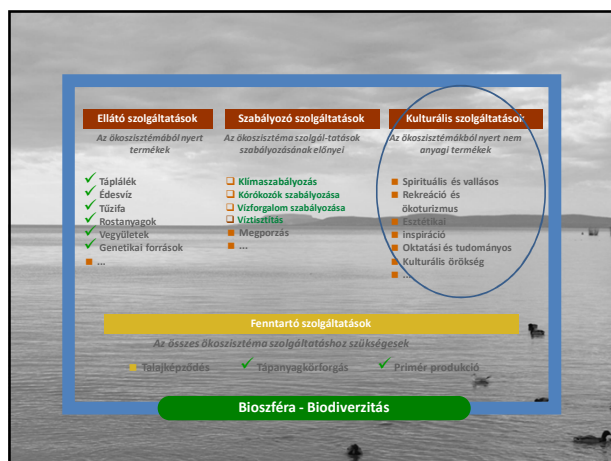 Ellátó szolgáltatások
Az ökoszisztémából nyert
termékek
✓ Táplálék
✓ Édesvíz
✓ Tűzifa
✓ Rostanyagok
✓ Vegyületek
✓ Genetikai források
■ ...
Szabályozó szolgáltatások
Az ökoszisztéma szolgál-tatások
szabályozásának előnyei
❑ Klímaszabályozás
❑ Kórókozók szabályozása
❑ Vízforgalom szabályozása
❑ Víztisztítás
■ Megporzás
■ ...
Kulturális szolgáltatások
Az ökoszisztémákból nyert nem
anyagi termékek
■ Spirituális és vallásos
■ Rekreáció és
ökoturizmus
■ Esztétikai
■ inspiráció
■ Oktatási és tudományos
■ Kulturális örökség
■ ....
Fenntartó szolgáltatások
Az összes ökoszisztéma szolgáltatáshoz szükségesek
■ Talajképződés
✓ Tápanyagkörforgás
✓ Primér produkció
Bioszféra - Biodiverzitás